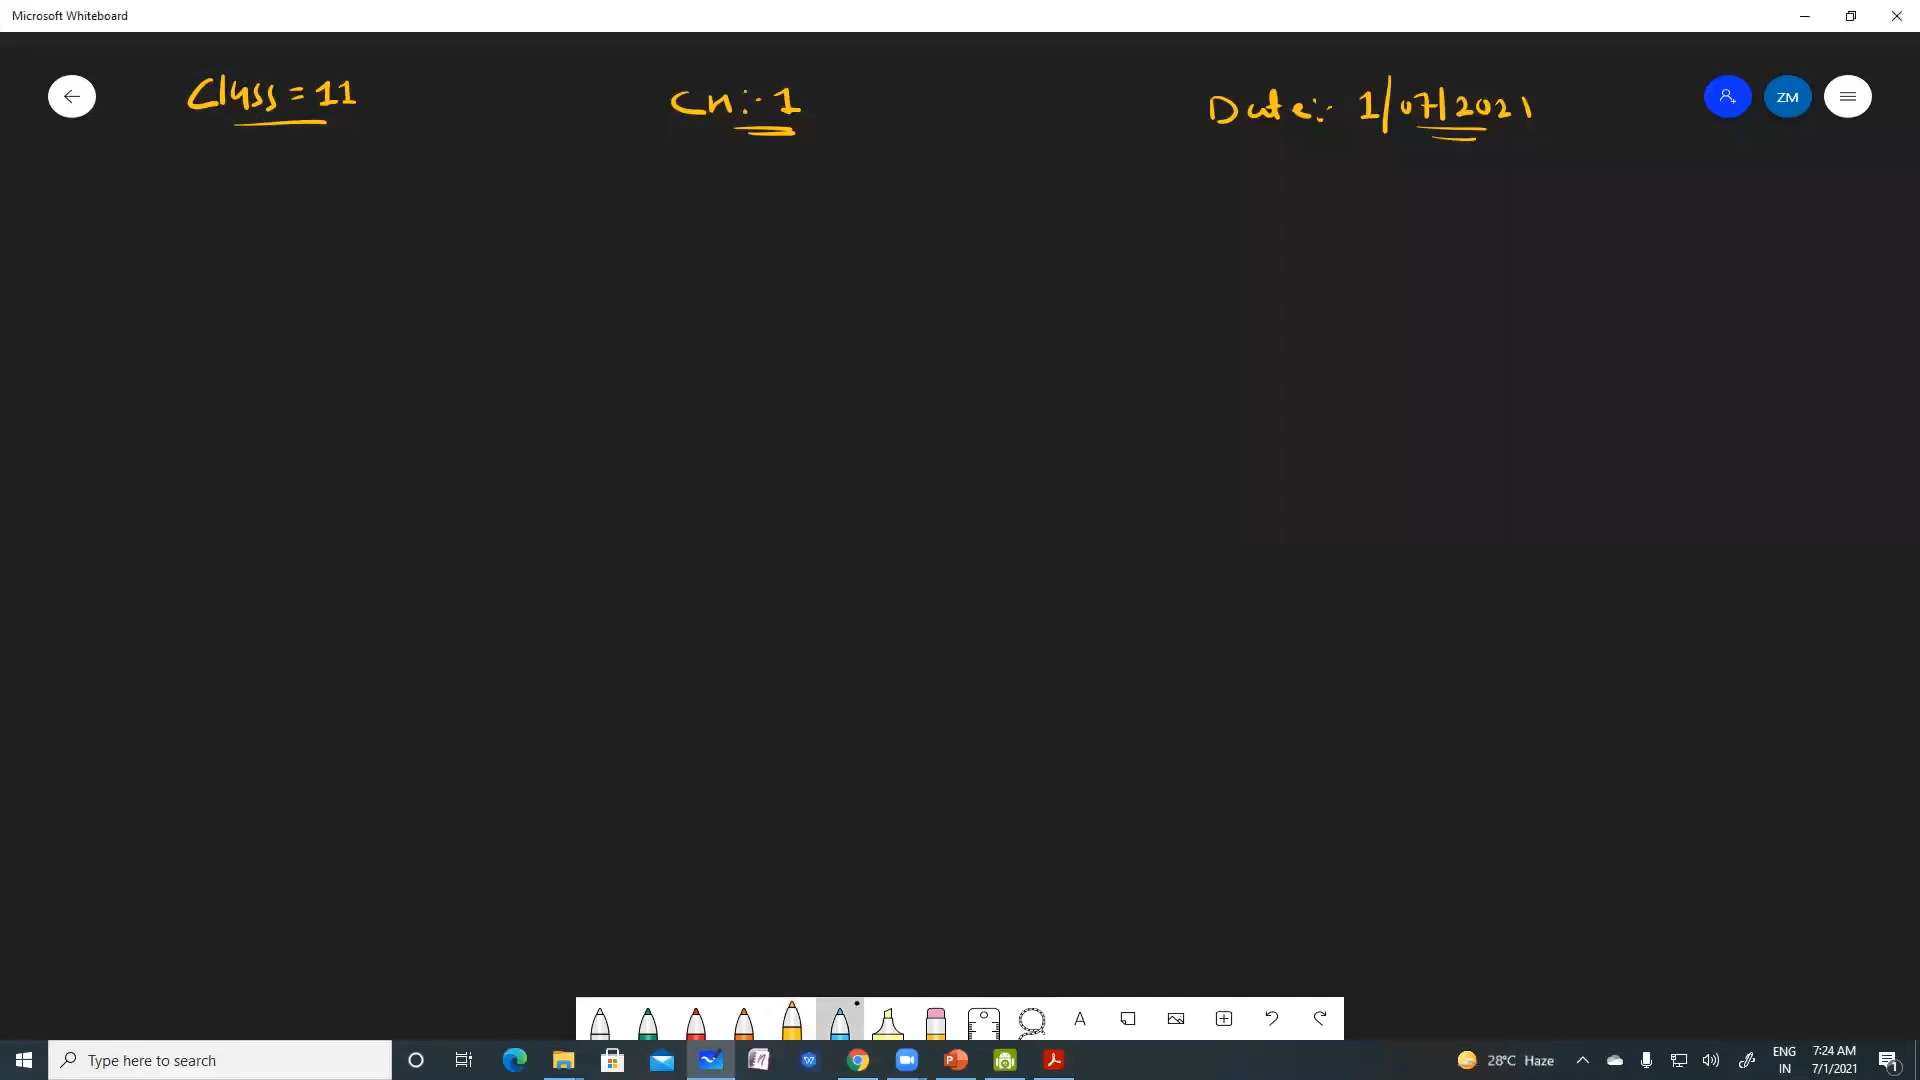 Microsoft Whiteboard
Class = 11 Ch :- 1 Date :- 1/07/2021
ZM
A
Type here to search
28°C Haze
ENG
IN
7:24 AM
7/1/2021
1